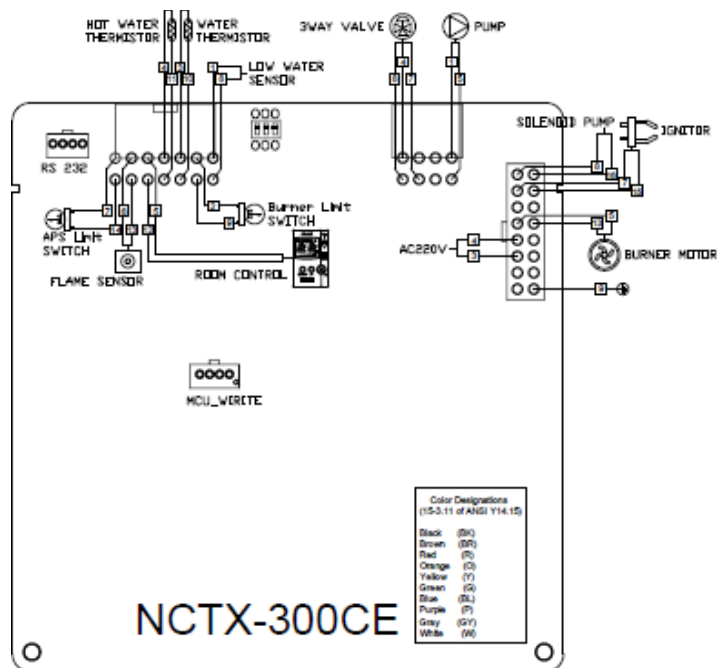 HOT WATER
THERMISTOR
WATER
THERMISTOR
3WAY VALVE
PUMP
LOW WATER
SENSOR
SOLENOID PUMP
IGNITOR
RS 232
Burner Limit
SWITCH
APS Limit
SWITCH
AC220V
BURNER MOTOR
FLAME SENSOR
ROOM CONTROL
MCU_WORITE
Color Designations
(15-3.11 of ANSI Y14.15)
Black (BK)
Brown (BR)
Red (R)
Orange (O)
Yellow (Y)
Green (G)
Blue (BL)
Purple (P)
Gray (GY)
White (W)
NCTX-300CE